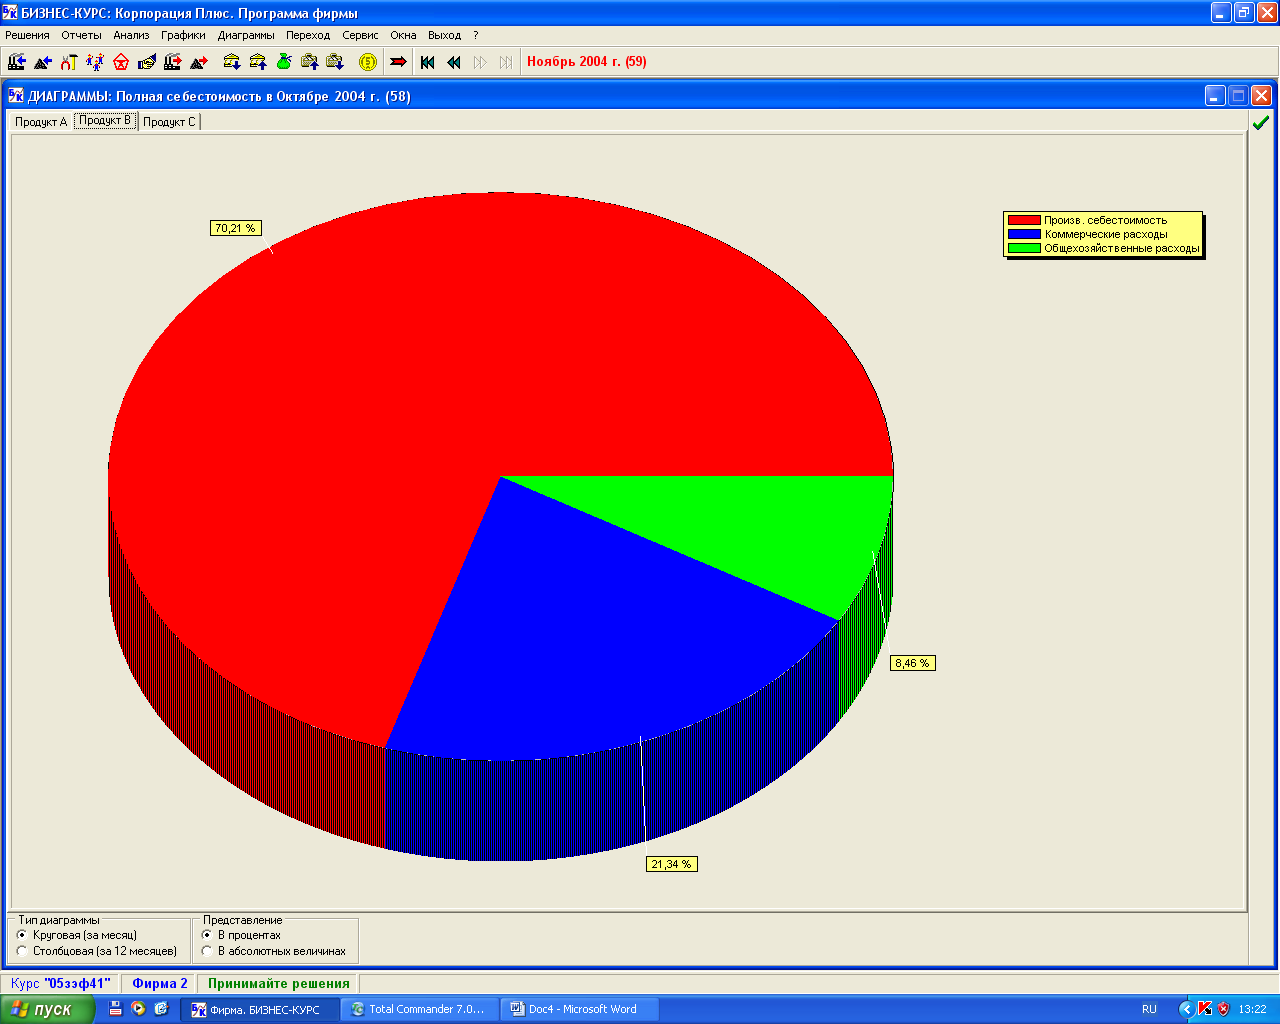 БИЗНЕС-КУРС: Корпорация Плюс. Программа фирмы
Решения Отчеты Анализ Графики Диаграммы Переход Сервис Окна Выход ?
Ноябрь 2004 г. (59)
ДИАГРАММЫ: Полная себестоимость в Октябре 2004 г. (58)
Продукт A Продукт B Продукт C
70,21 %
Произв. себестоимость
Коммерческие расходы
Общехозяйственные расходы
8,46 %
21,34 %
Тип диаграммы Представление
Круговая (за месяц) В процентах
Столбцовая (за 12 месяцев) В абсолютных величинах
Курс "05ззф41" Фирма 2 Принимайте решения
пуск Фирма. БИЗНЕС-КУРС Total Commander 7.0... Doc4 - Microsoft Word RU 13:22